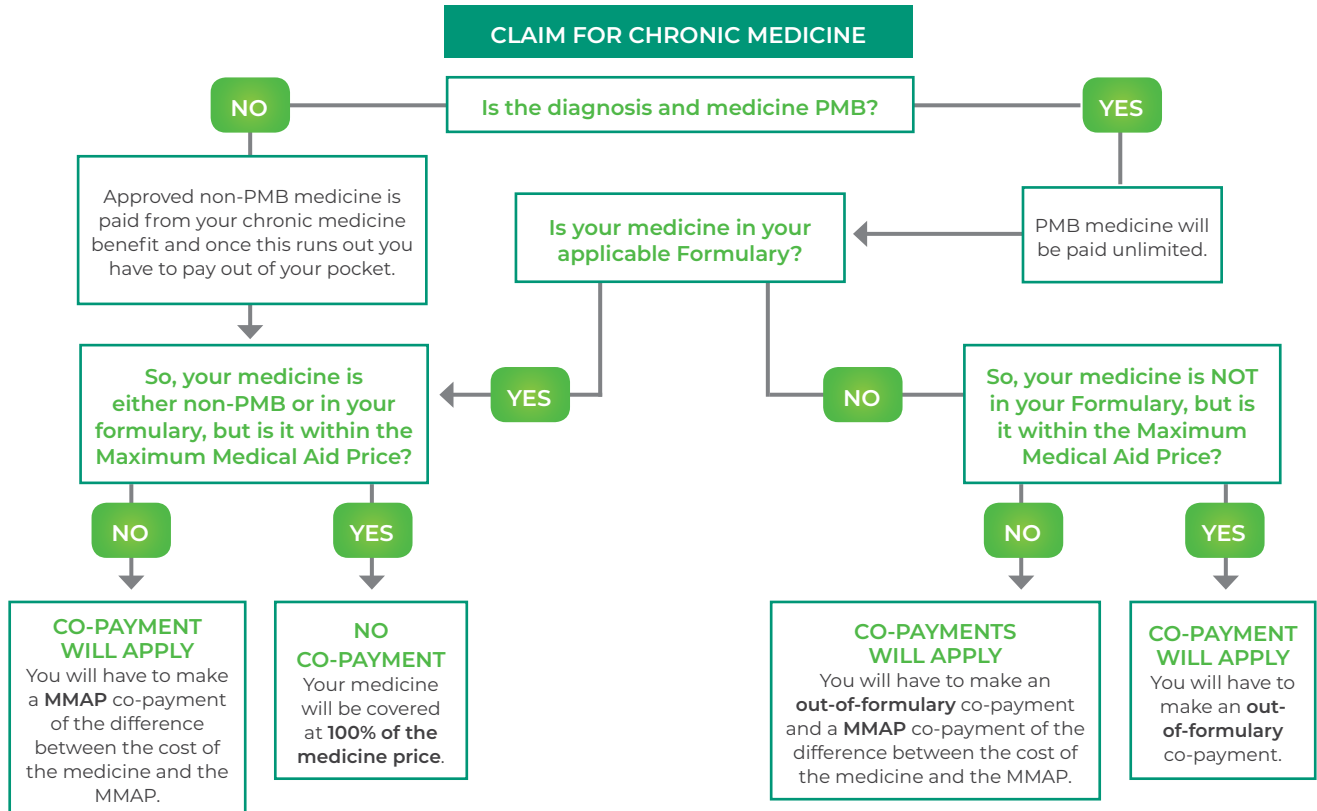 CLAIM FOR CHRONIC MEDICINE
NO
Is the diagnosis and medicine PMB?
YES
Approved non-PMB medicine is
paid from your chronic medicine
benefit and once this runs out you
have to pay out of your pocket.
Is your medicine in your
applicable Formulary?
PMB medicine will
be paid unlimited.
So, your medicine is
either non-PMB or in your
formulary, but is it within the
Maximum Medical Aid Price?
YES
NO
So, your medicine is NOT
in your Formulary, but is
it within the Maximum
Medical Aid Price?
NO
YES
NO
YES
CO-PAYMENT
WILL APPLY
You will have to make
a MMAP co-payment
of the difference
between the cost of
the medicine and the
MMAP.
NO
CO-PAYMENT
Your medicine
will be covered
at 100% of the
medicine price.
CO-PAYMENTS
WILL APPLY
You will have to make an
out-of-formulary co-payment
and a MMAP co-payment of the
difference between the cost of
the medicine and the MMAP.
CO-PAYMENT
WILL APPLY
You will have to
make an out-
of-formulary
co-payment.